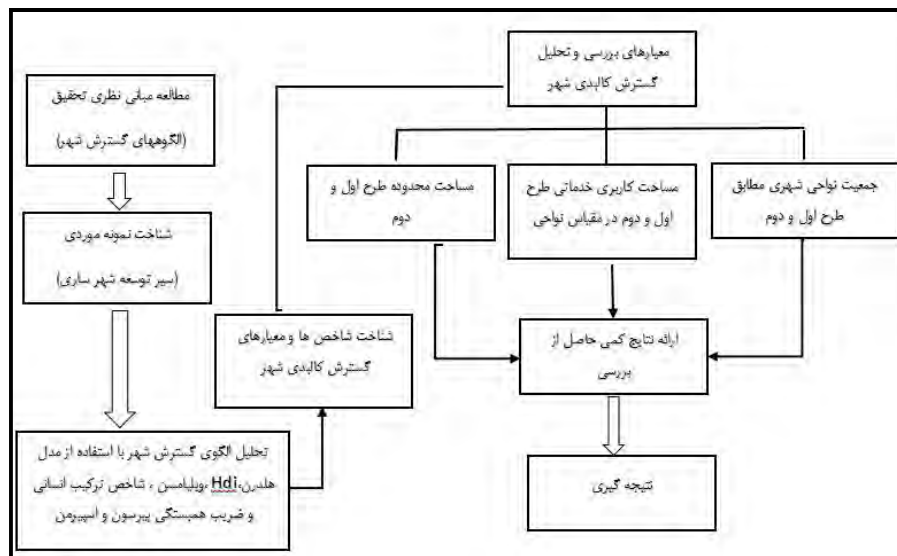 معیارهای بررسی و تحلیل
گسترش کالبدی شهر
مطالعه مبانی نظری تحقیق
(الگوههای گسترش شهر)
جمعیت نواحی شهری مطابق
طرح اول و دوم
مساحت کاربری خدماتی طرح
اول و دوم در مقیاس نواحی
مساحت محدوده طرح اول و
دوم
شناخت نمونه موردی
(سیر توسعه شهر ساری)
شناخت شاخص ها و معیارهای
گسترش کالبدی شهر
ارائه نتایج کمی حاصل از
بررسی
تحلیل الگوی گسترش شهر با استفاده از مدل
هلدرن،Hdi ،ویلیامسن ، شاخص ترکیب انسانی
و ضریب همبستگی پیرسون و اسپیرمن
نتیجه گیری